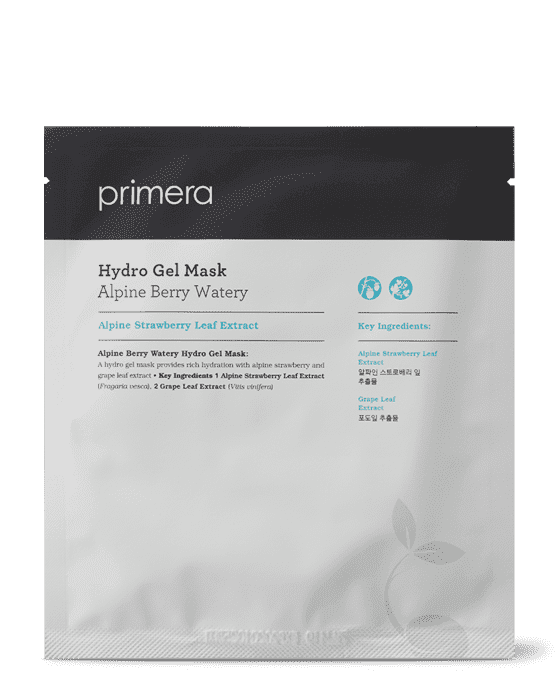 primera
Hydro Gel Mask
Alpine Berry Watery
Alpine Strawberry Leaf Extract
Alpine Berry Watery Hydro Gel Mask:
A hydro gel mask provides rich hydration with alpine strawberry and
grape leaf extract • Key Ingredients 1 Alpine Strawberry Leaf Extract
(Fragaria vesca), 2 Grape Leaf Extract (Vitis vinifera)
Key Ingredients:
Alpine Strawberry Leaf
Extract
알파인 스트로베리 잎
추출물
Grape Leaf
Extract
포도잎 추출물